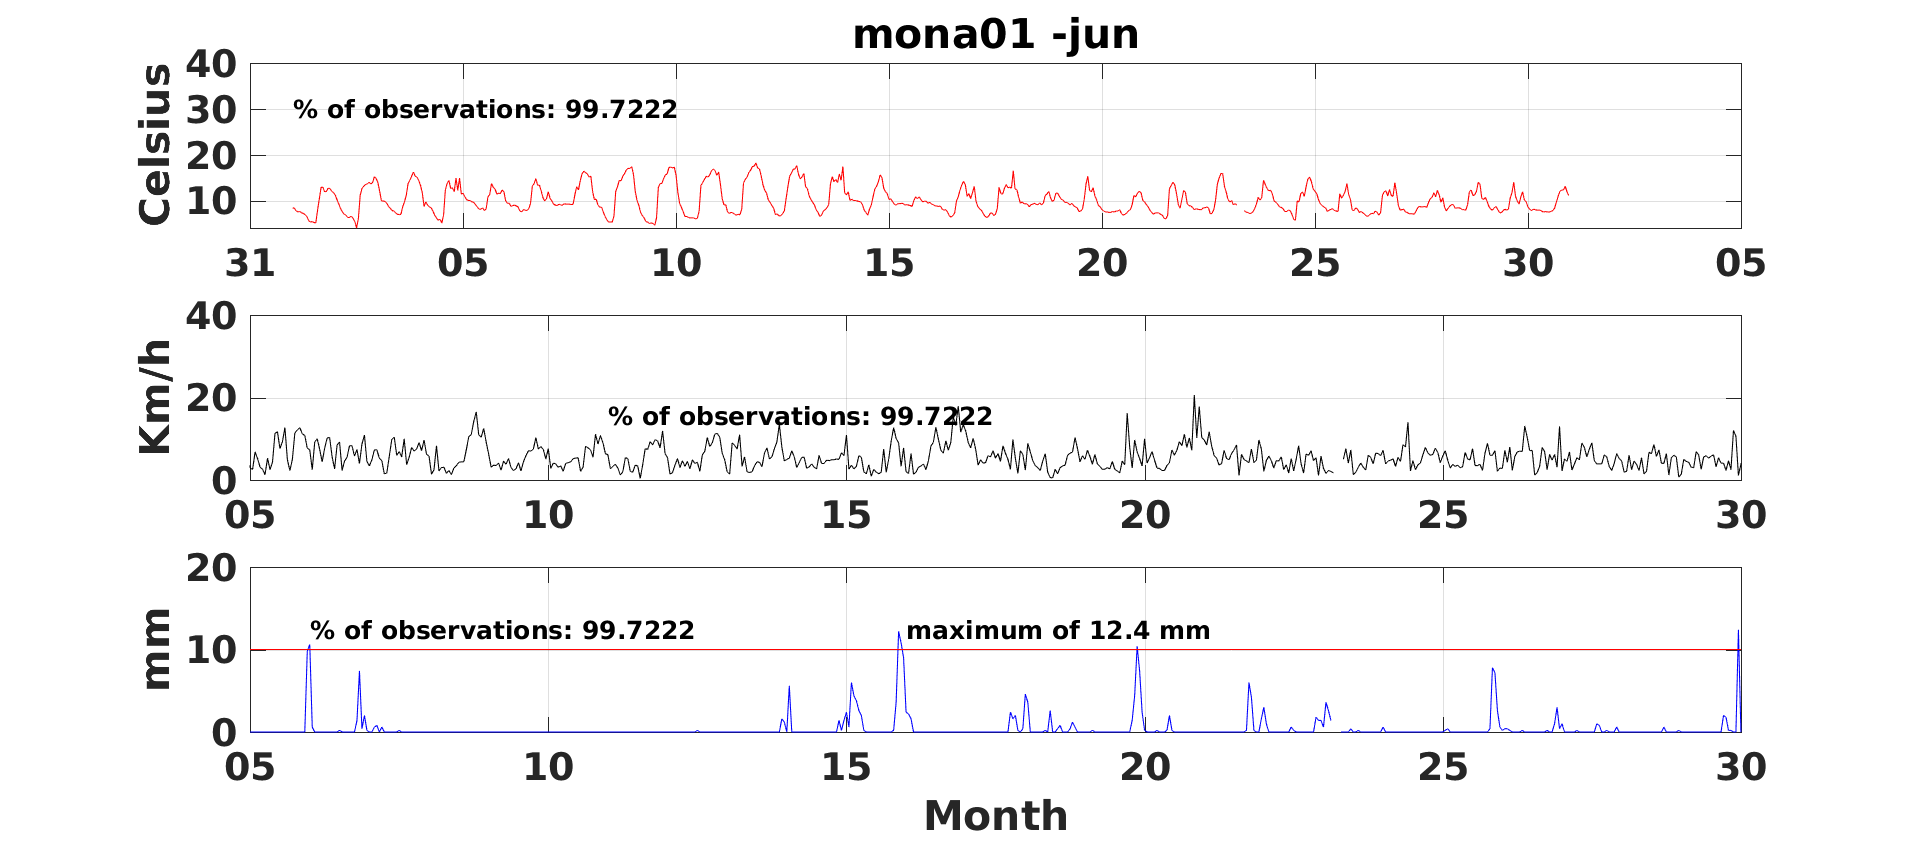 mona01 -jun
Celsius
40
30
20
10
% of observations: 99.7222
31 05 10 15 20 25 30 05
Km/h
40
20
0
% of observations: 99.7222
05 10 15 20 25 30
mm
20
10
0
% of observations: 99.7222 maximum of 12.4 mm
05 10 15 20 25 30
Month